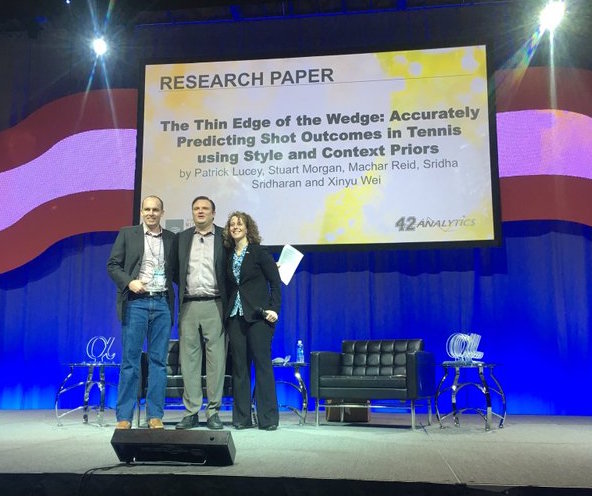 RESEARCH PAPER
The Thin Edge of the Wedge: Accurately
Predicting Shot Outcomes in Tennis
using Style and Context Priors
by Patrick Lucey, Stuart Morgan, Machar Reid, Sridha
Sridharan and Xinyu Wei
42 ANALYTICS